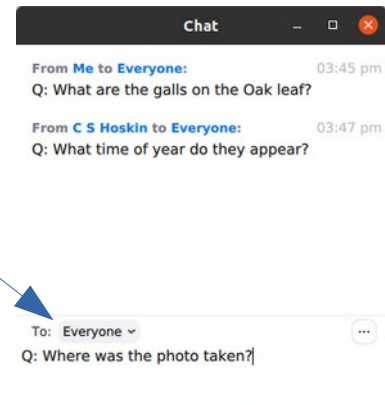 Chat
From Me to Everyone: 03:45 pm
Q: What are the galls on the Oak leaf?
From C S Hoskin to Everyone: 03:47 pm
Q: What time of year do they appear?
To: Everyone
Q: Where was the photo taken?